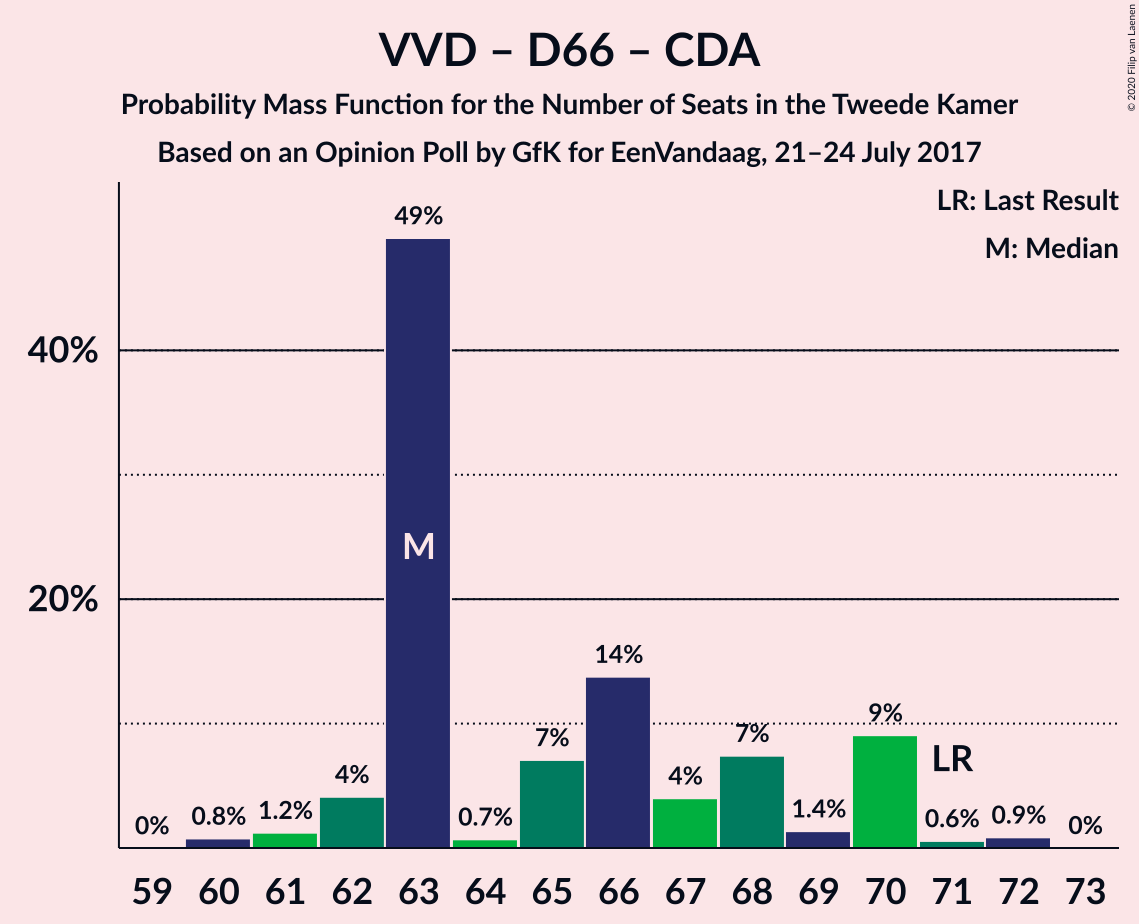 VVD – D66 – CDA
Probability Mass Function for the Number of Seats in the Tweede Kamer
Based on an Opinion Poll by GfK for EenVandaag, 21–24 July 2017
© 2020 Filip van Laenen
LR: Last Result
M: Median
40%
20%
0%
0.8%
1.2%
4%
49%
M
0.7%
7%
14%
4%
7%
1.4%
9%
LR
0.6%
0.9%
0%
59 60 61 62 63 64 65 66 67 68 69 70 71 72 73